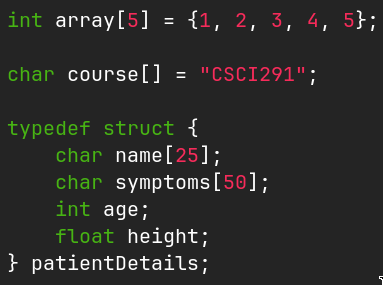 int array[5] = {1, 2, 3, 4, 5};
char course[] = "CSCI291";
typedef struct {
    char name[25];
    char symptoms[50];
    int age;
    float height;
} patientDetails;